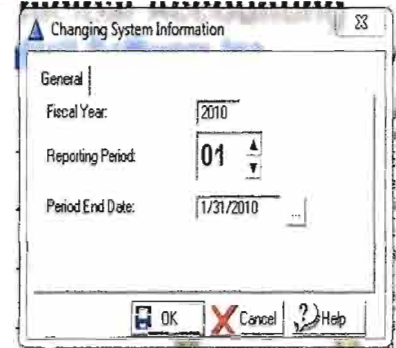 Changing System Information
General
Fiscal Year: 2010
Reporting Period: 01
Period End Date: 1/31/2010 ...
OK Cancel Help